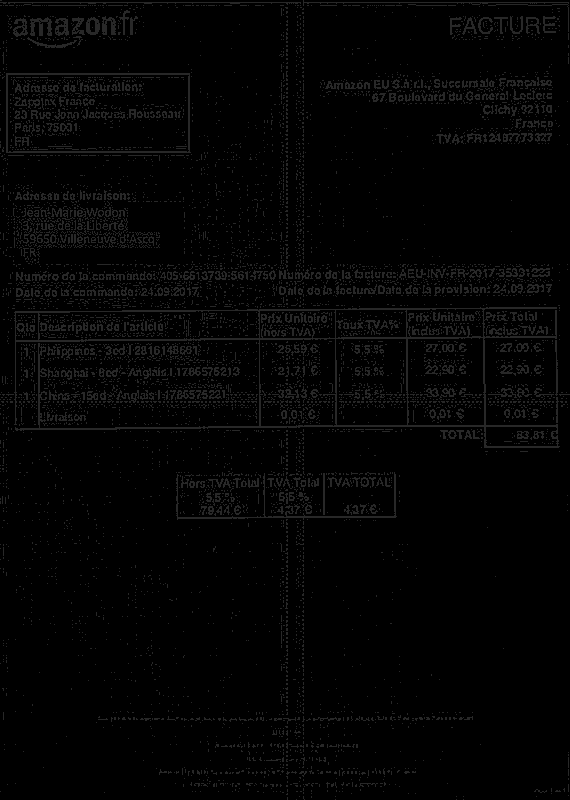 amazon.fr
FACTURE
Adresse de facturation:
Zappinx France
23 Rue Jean Jacques Rousseau
Paris, 75001
FR
Amazon EU S.à r.l., Succursale Française
67 Boulevard du General Leclerc
Clichy 92110
France
TVA: FR12487773327
Adresse de livraison:
Jean-Marie Wodon
3, rue de la Liberté
59650 Villeneuve d'Ascq
FR
Numéro de la commande: 405-6613739-5614750 Numéro de la facture: AEU-INV-FR-2017-35331223
Date de la commande: 24.09.2017 Date de la facture/Date de la provision: 24.09.2017
Qté Description de l'article Prix Unitaire (hors TVA) Taux TVA% Prix Unitaire (inclus TVA) Prix Total (inclus TVA)
1 Philippines - 3ed | 2816148661 25,59 € 5,5 % 27,00 € 27,00 €
1 Shanghai - 8ed - Anglais | 1786575213 21,71 € 5,5 % 22,90 € 22,90 €
1 China - 15ed - Anglais | 1786575221 32,13 € 5,5 % 33,90 € 33,90 €
Livraison 0,01 € 0,01 € 0,01 €
TOTAL: 83,81 €
Hors TVA Total TVA Total TVA TOTAL
5,5 % 5,5 %
79,44 € 4,37 € 4,37 €